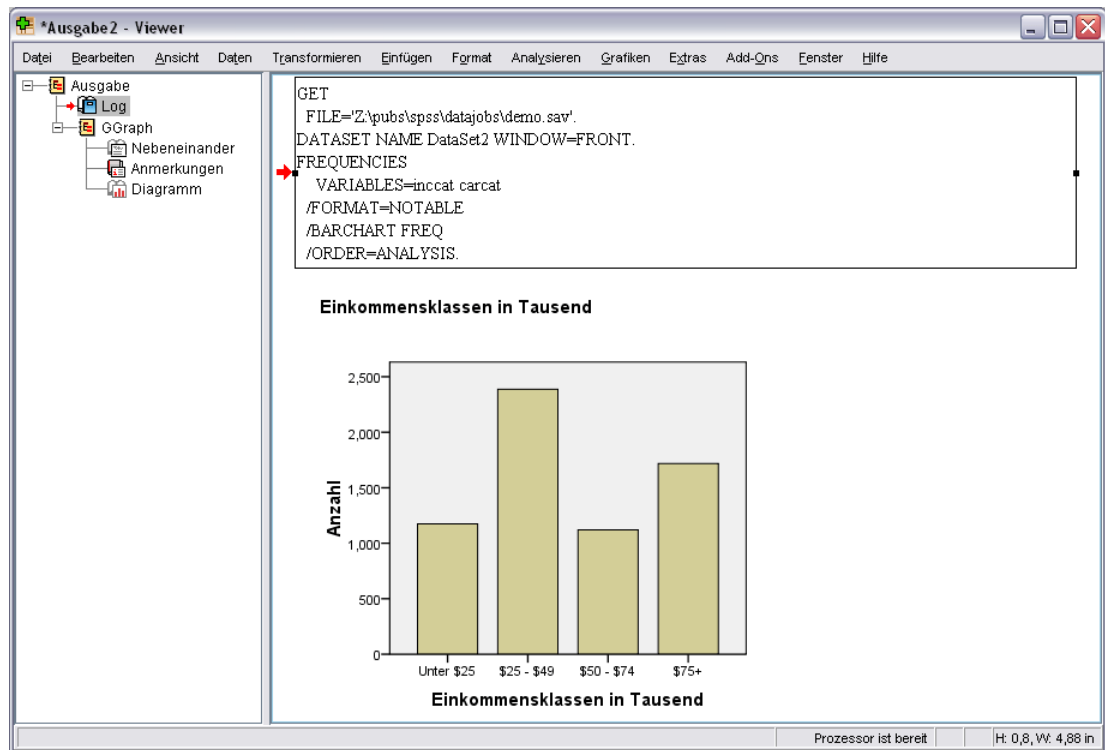 *Ausgabe2 - Viewer
Datei Bearbeiten Ansicht Daten Transformieren Einfügen Format Analysieren Grafiken Extras Add-Ons Fenster Hilfe
Ausgabe
Log
GGraph
Nebeneinander
Anmerkungen
Diagramm
GET
FILE='Z:\pubs\spss\datajobs\demo.sav'.
DATASET NAME DataSet2 WINDOW=FRONT.
FREQUENCIES
VARIABLES=inccat carcat
/FORMAT=NOTABLE
/BARCHART FREQ
/ORDER=ANALYSIS.
Einkommensklassen in Tausend
2,500
2,000
1,500
1,000
500
0
Anzahl
Unter $25 $25 - $49 $50 - $74 $75+
Einkommensklassen in Tausend
Prozessor ist bereit H: 0,8, W: 4,88 in